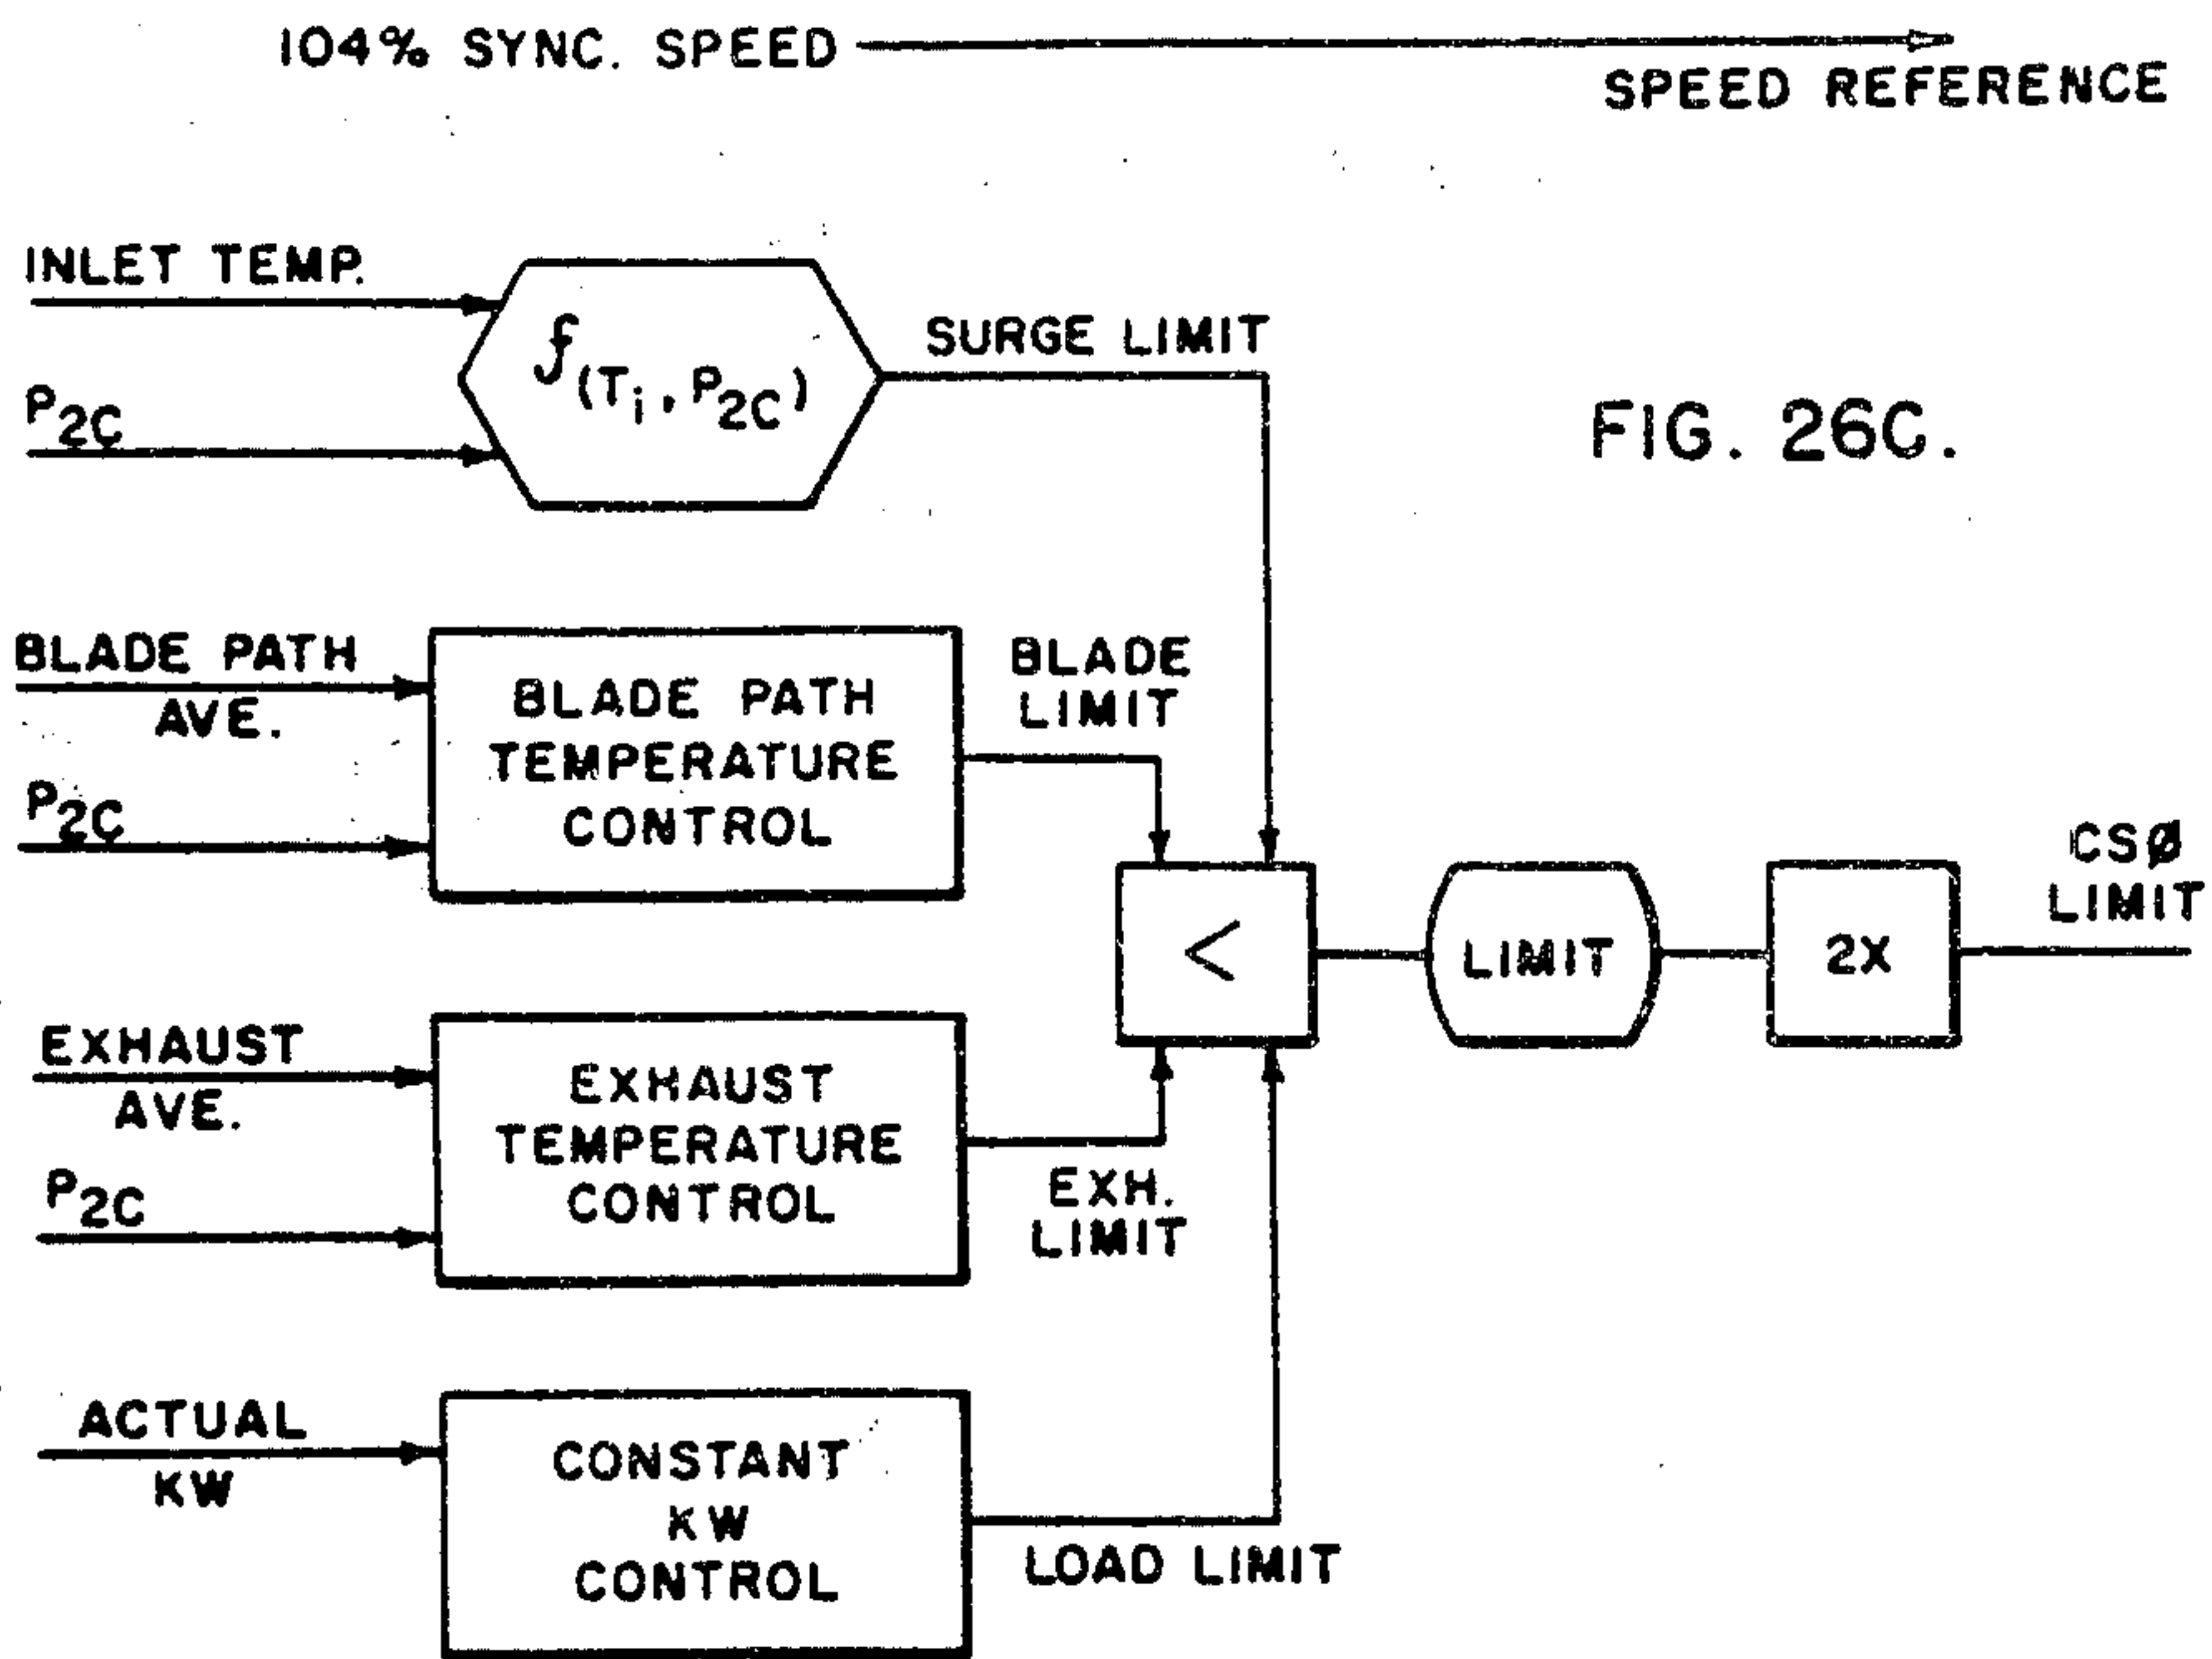 104% SYNC. SPEED
SPEED REFERENCE
INLET TEMP.
P2C
f(Ti, P2C)
SURGE LIMIT
FIG. 26C.
BLADE PATH
AVE.
P2C
BLADE PATH
TEMPERATURE
CONTROL
BLADE
LIMIT
<
LIMIT
2X
CSØ
LIMIT
EXHAUST
AVE.
P2C
EXHAUST
TEMPERATURE
CONTROL
EXH.
LIMIT
ACTUAL
KW
CONSTANT
KW
CONTROL
LOAD LIMIT